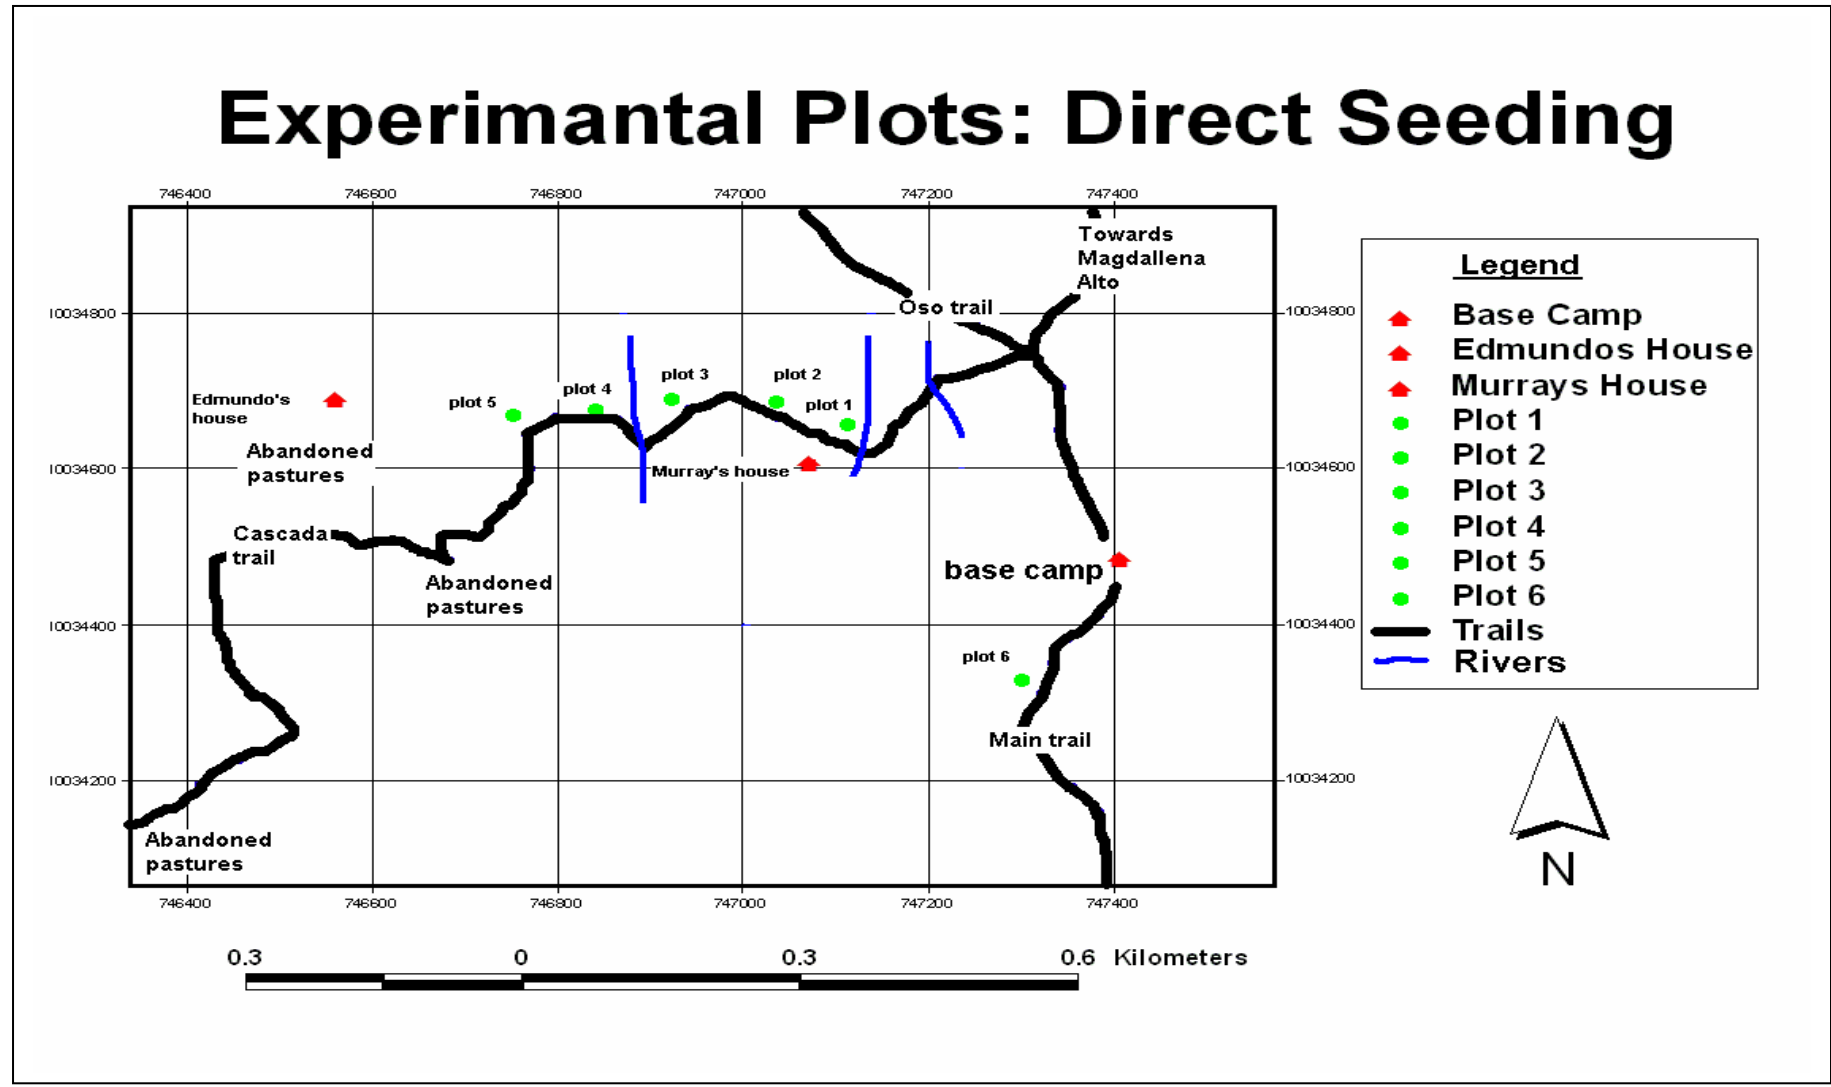 Experimantal Plots: Direct Seeding
746400 746600 746800 747000 747200 747400
Towards
Magdallena
Alto
Oso trail
10034800
10034800
plot 3
plot 2
plot 4
Edmundo's
house
plot 5
plot 1
Abandoned
pastures
Murray's house
10034600
10034600
Cascada
trail
base camp
Abandoned
pastures
10034400
10034400
plot 6
Main trail
10034200
10034200
Abandoned
pastures
746400 746600 746800 747000 747200 747400
0.3 0 0.3 0.6 Kilometers
Legend
Base Camp
Edmundos House
Murrays House
Plot 1
Plot 2
Plot 3
Plot 4
Plot 5
Plot 6
Trails
Rivers
N